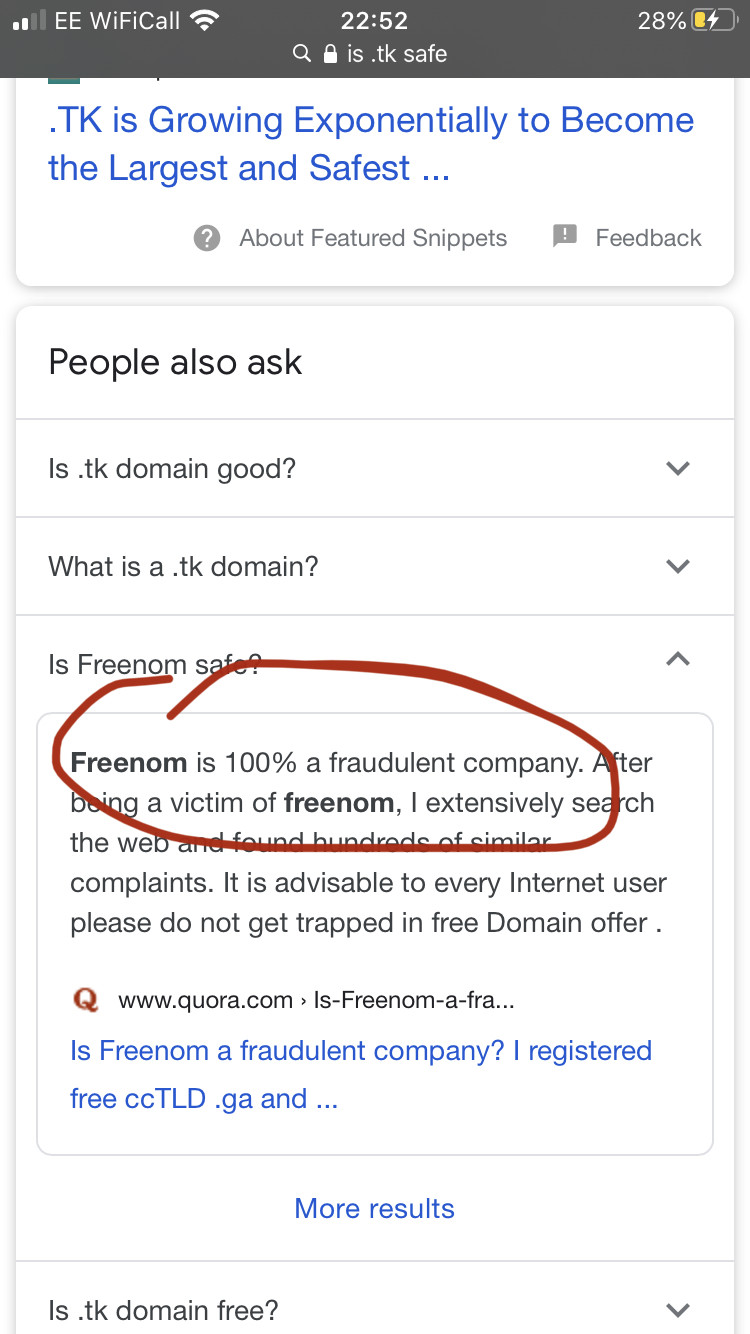 EE WiFiCall 22:52 28%
is .tk safe
.TK is Growing Exponentially to Become
the Largest and Safest ...
About Featured Snippets Feedback
People also ask
Is .tk domain good?
What is a .tk domain?
Is Freenom safe?
Freenom is 100% a fraudulent company. After
being a victim of freenom, I extensively search
the web and found hundreds of similar
complaints. It is advisable to every Internet user
please do not get trapped in free Domain offer .
Q www.quora.com › Is-Freenom-a-fra...
Is Freenom a fraudulent company? I registered
free ccTLD .ga and ...
More results
Is .tk domain free?